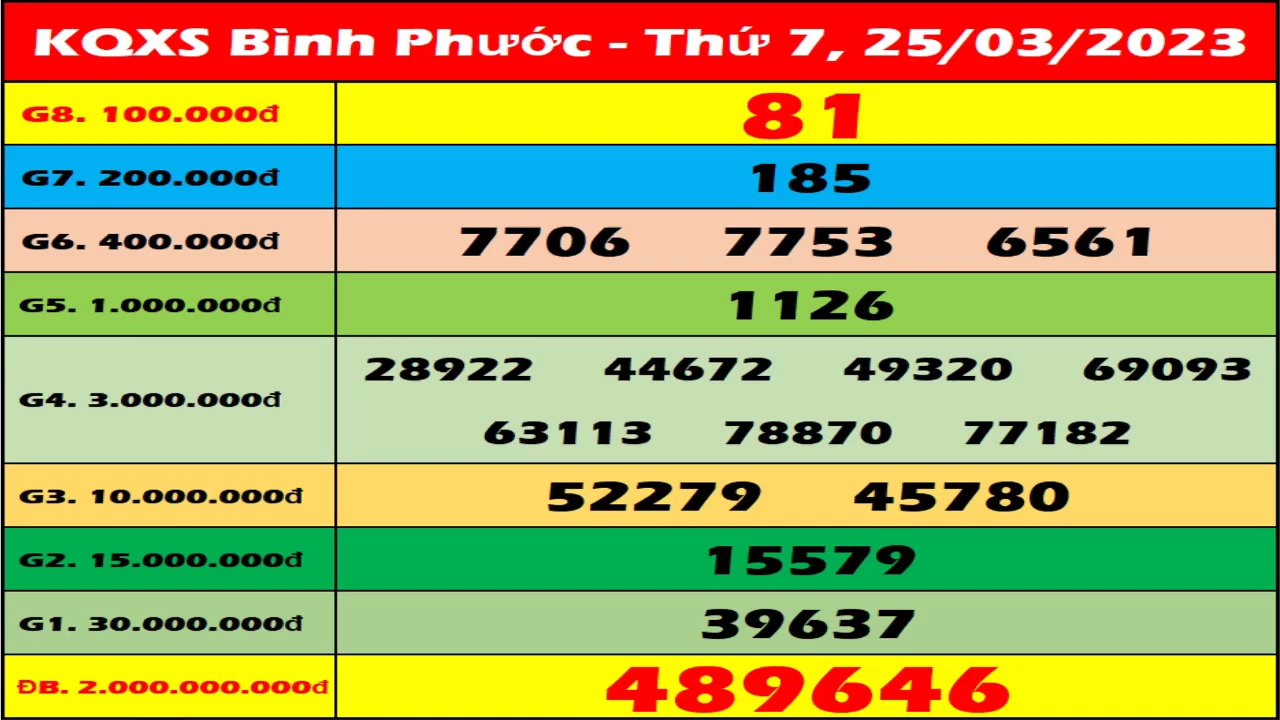 KQXS Bình Phước - Thứ 7, 25/03/2023
G8. 100.000đ 81
G7. 200.000đ 185
G6. 400.000đ 7706 7753 6561
G5. 1.000.000đ 1126
G4. 3.000.000đ 28922 44672 49320 69093
63113 78870 77182
G3. 10.000.000đ 52279 45780
G2. 15.000.000đ 15579
G1. 30.000.000đ 39637
ĐB. 2.000.000.000đ 489646